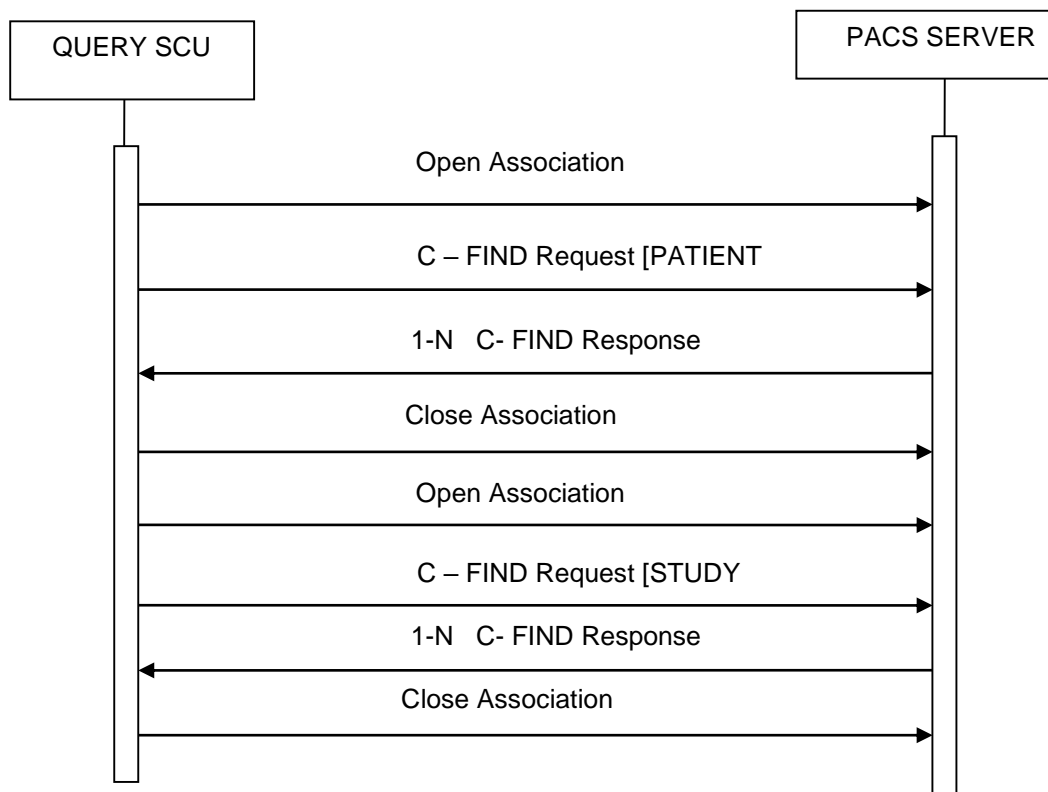 QUERY SCU
PACS SERVER
Open Association
C – FIND Request [PATIENT
1-N   C- FIND Response
Close Association
Open Association
C – FIND Request [STUDY
1-N   C- FIND Response
Close Association